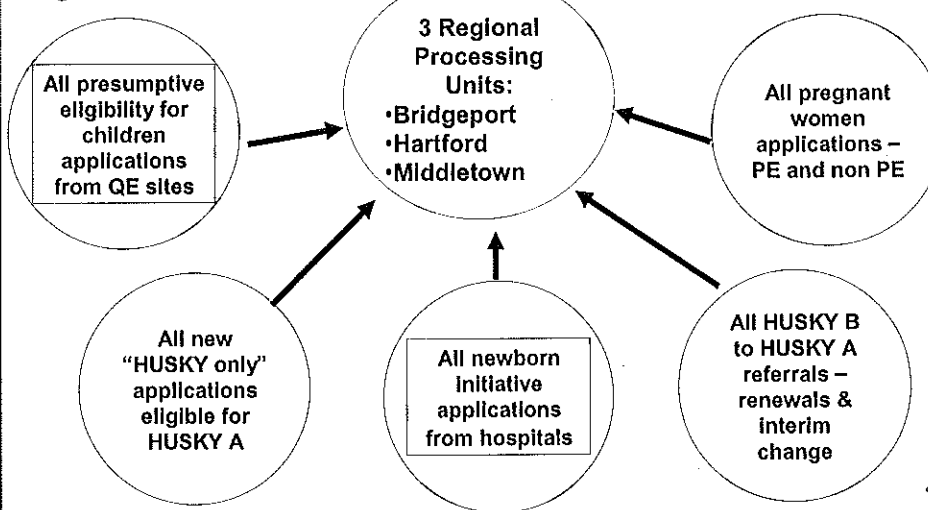 3 Regional
Processing
Units:
•Bridgeport
•Hartford
•Middletown
All presumptive
eligibility for
children
applications
from QE sites
All pregnant
women
applications –
PE and non PE
All new
"HUSKY only"
applications
eligible for
HUSKY A
All newborn
initiative
applications
from hospitals
All HUSKY B
to HUSKY A
referrals –
renewals &
interim
change